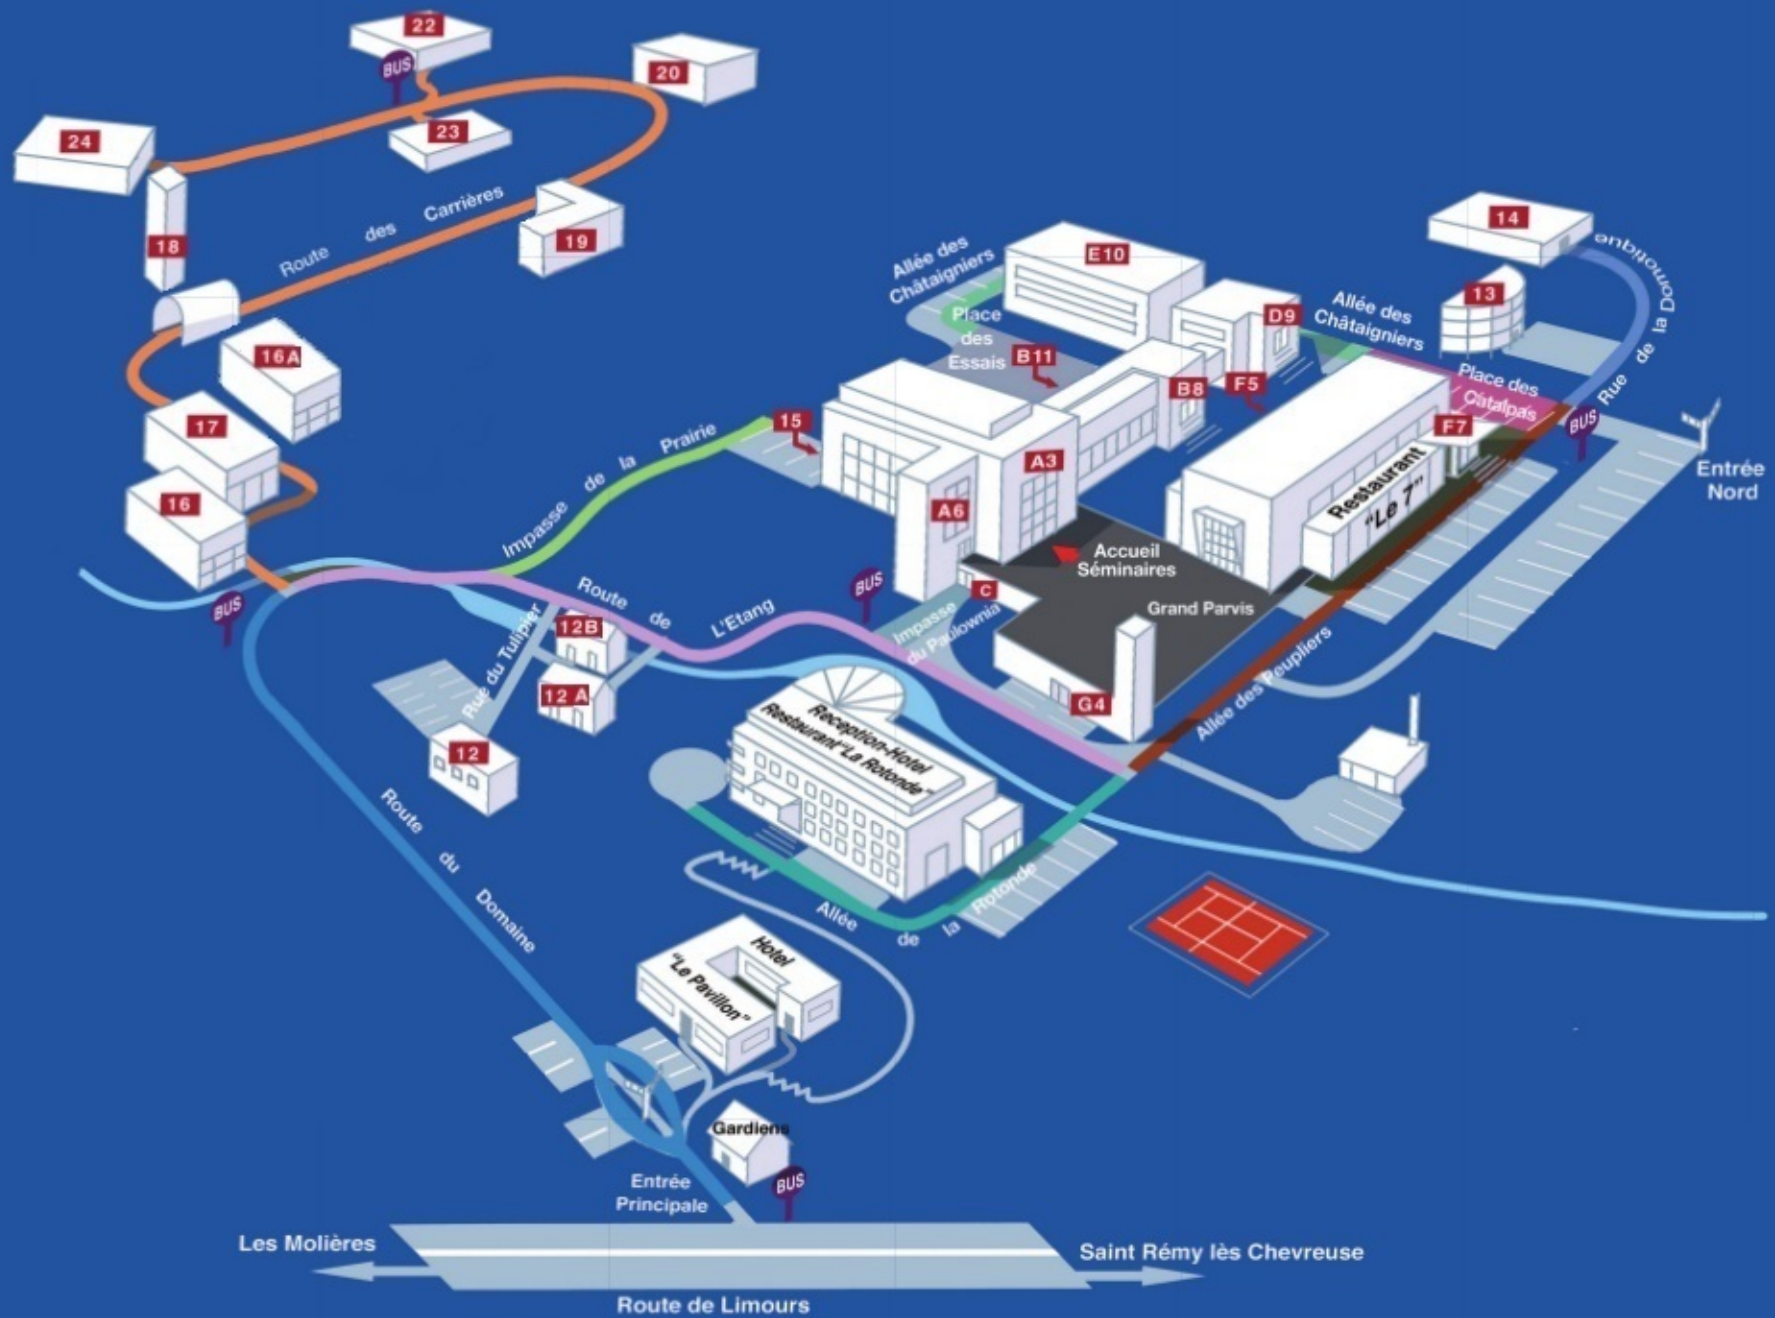 22
BUS
20
24
23
18
19
Route des Carrières
16A
17
16
BUS
14
Rue de la Domotique
13
E10
Allée des
Châtaigniers
Place
des
Essais
D9
Allée des
Châtaigniers
B11
B8
F5
Place des
Catalpas
F7
BUS
Entrée
Nord
15
Impasse de la Prairie
A3
A6
Restaurant
"Le 7"
Accueil
Séminaires
BUS
C
Grand Parvis
Impasse
du Paulownia
Route de L'Etang
12B
Rue du Tulipier
12 A
12
G4
Allée des Peupliers
Reception-Hotel
Restaurant "La Rotonde"
Route du Domaine
Allée de la Rotonde
Hotel
"Le Pavillon"
Gardiens
BUS
Entrée
Principale
Les Molières
Saint Rémy lès Chevreuse
Route de Limours